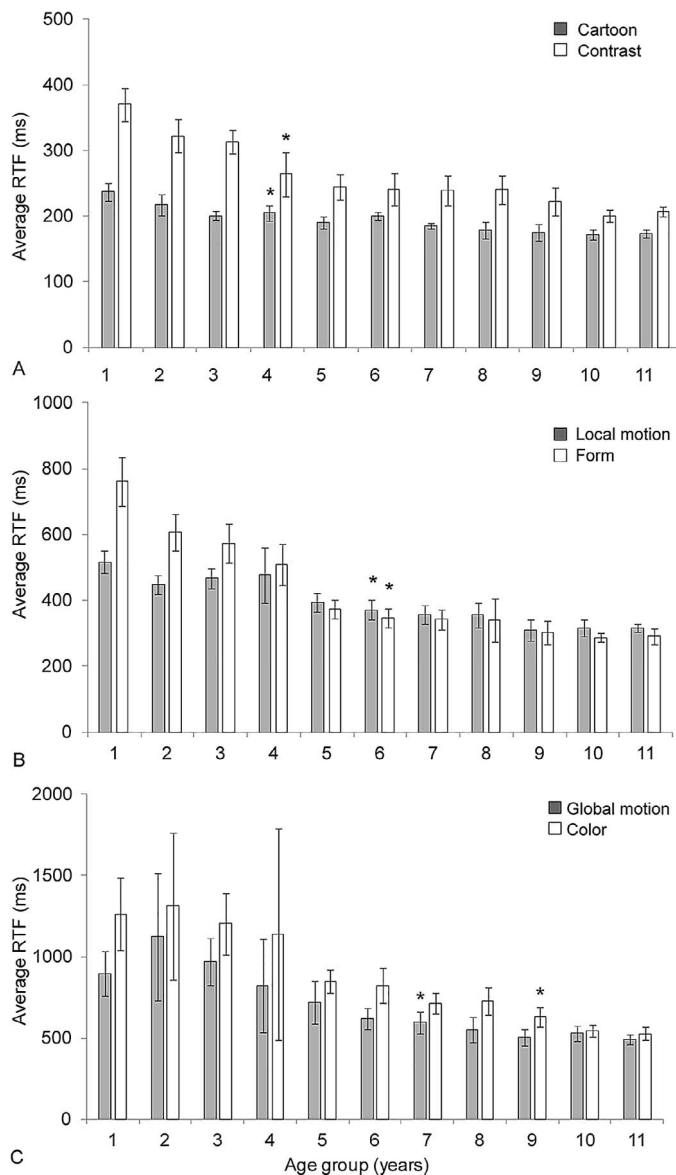 500
400
300
200
100
0
Average RTF (ms)
Cartoon
Contrast
*
*
A
1 2 3 4 5 6 7 8 9 10 11
1000
800
600
400
200
0
Average RTF (ms)
Local motion
Form
* *
B
1 2 3 4 5 6 7 8 9 10 11
2000
1500
1000
500
0
Average RTF (ms)
Global motion
Color
* *
1 2 3 4 5 6 7 8 9 10 11
C
Age group (years)